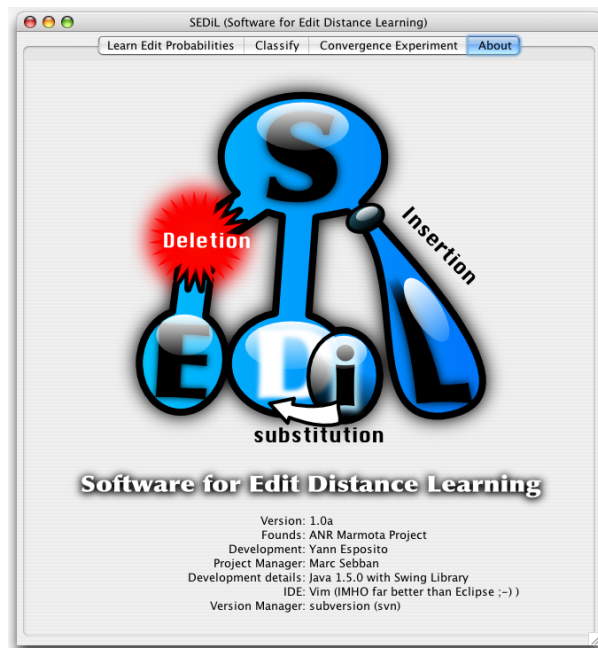 SEDiL (Software for Edit Distance Learning)
Learn Edit Probabilities Classify Convergence Experiment About
S
Deletion
Insertion
E Di L
substitution
Software for Edit Distance Learning
Version: 1.0a
Founds: ANR Marmota Project
Development: Yann Esposito
Project Manager: Marc Sebban
Development details: Java 1.5.0 with Swing Library
IDE: Vim (IMHO far better than Eclipse ;-) )
Version Manager: subversion (svn)